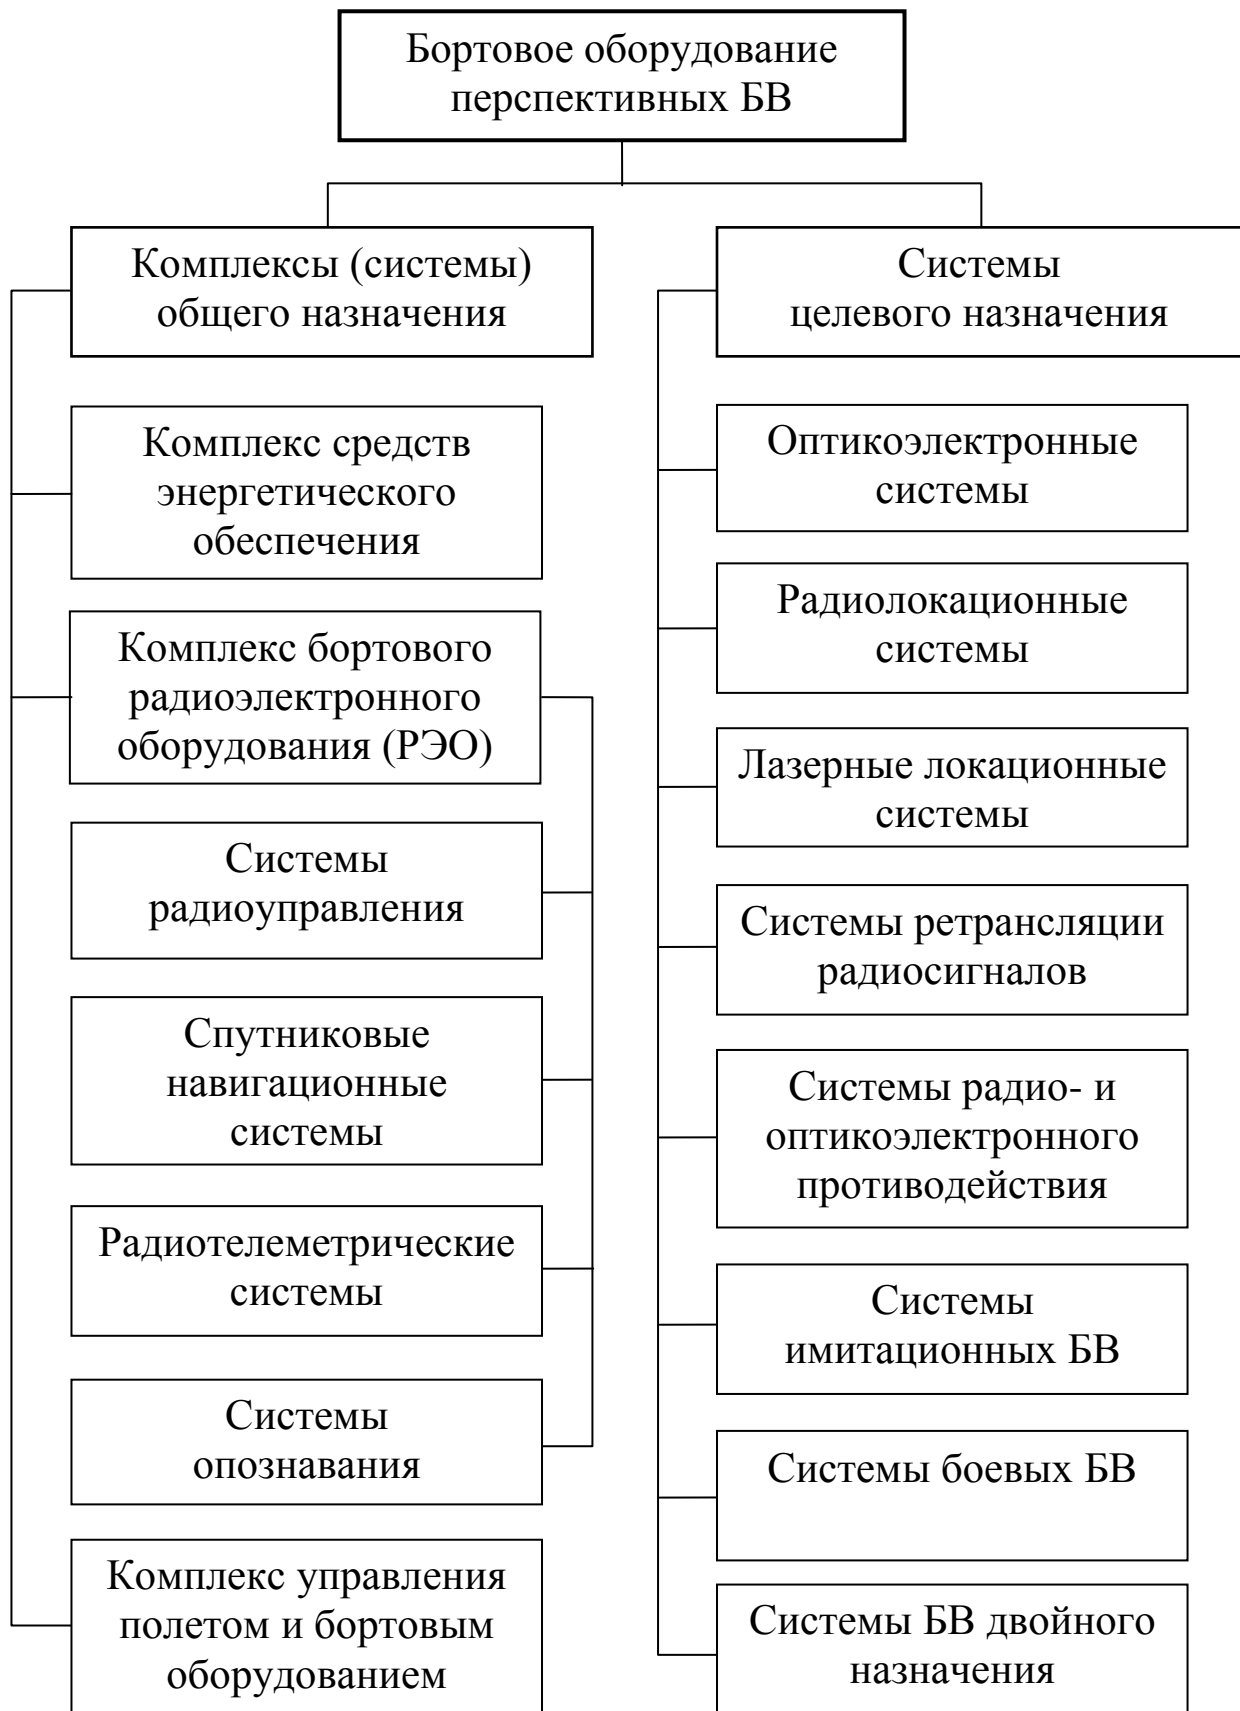 Бортовое оборудование
перспективных БВ
Комплексы (системы)
общего назначения
Комплекс средств
энергетического
обеспечения
Комплекс бортового
радиоэлектронного
оборудования (РЭО)
Системы
радиоуправления
Спутниковые
навигационные
системы
Радиотелеметрические
системы
Системы
опознавания
Комплекс управления
полетом и бортовым
оборудованием
Системы
целевого назначения
Оптикоэлектронные
системы
Радиолокационные
системы
Лазерные локационные
системы
Системы ретрансляции
радиосигналов
Системы радио- и
оптикоэлектронного
противодействия
Системы
имитационных БВ
Системы боевых БВ
Системы БВ двойного
назначения